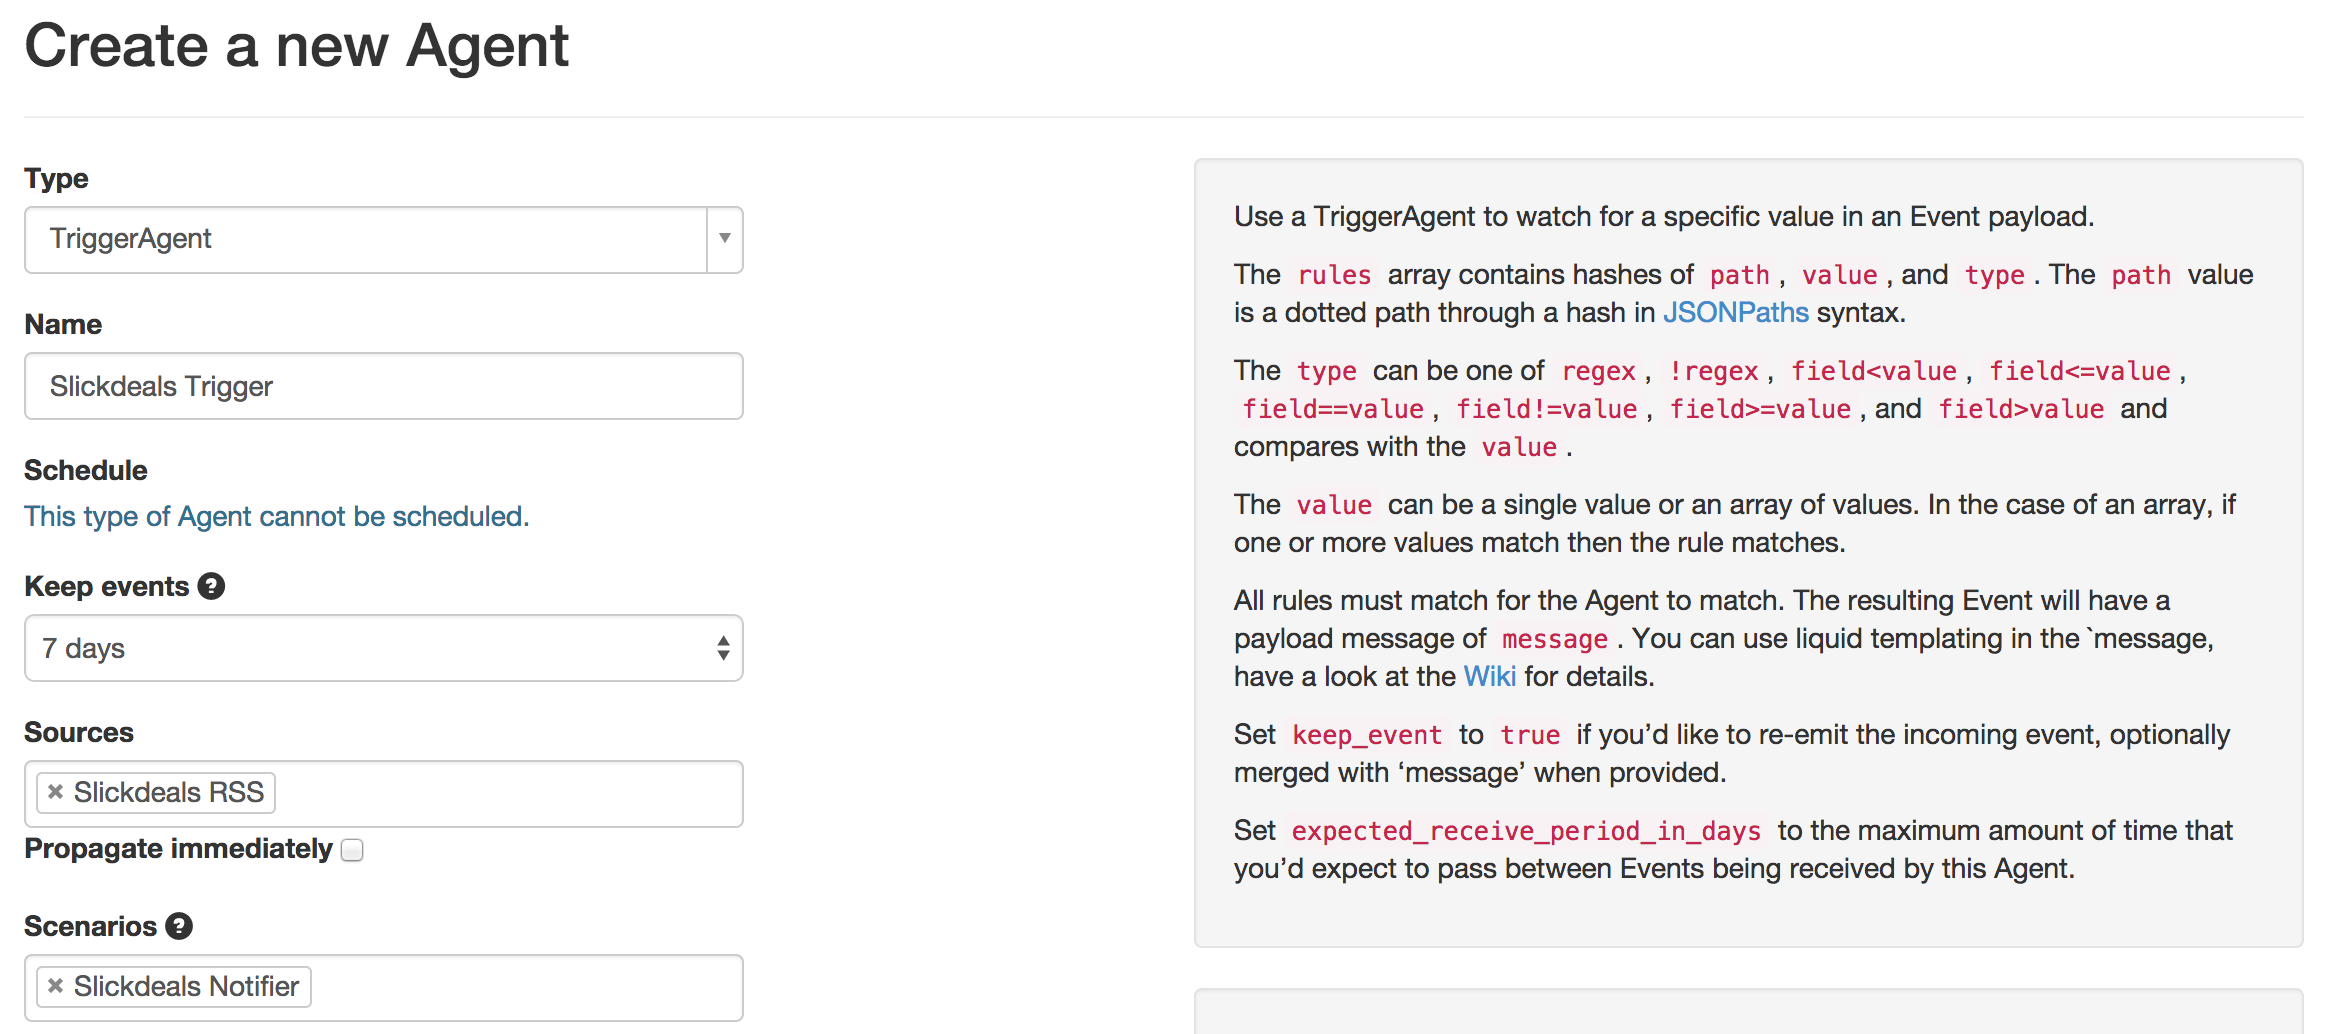 Create a new Agent
Type
TriggerAgent
Name
Slickdeals Trigger
Schedule
This type of Agent cannot be scheduled.
Keep events ?
7 days
Sources
× Slickdeals RSS
Propagate immediately
Scenarios ?
× Slickdeals Notifier
Use a TriggerAgent to watch for a specific value in an Event payload.
The rules array contains hashes of path , value , and type . The path value
is a dotted path through a hash in JSONPaths syntax.
The type can be one of regex , !regex , field<value , field<=value ,
field==value , field!=value , field>=value , and field>value and
compares with the value .
The value can be a single value or an array of values. In the case of an array, if
one or more values match then the rule matches.
All rules must match for the Agent to match. The resulting Event will have a
payload message of message . You can use liquid templating in the `message,
have a look at the Wiki for details.
Set keep_event to true if you’d like to re-emit the incoming event, optionally
merged with ‘message’ when provided.
Set expected_receive_period_in_days to the maximum amount of time that
you’d expect to pass between Events being received by this Agent.